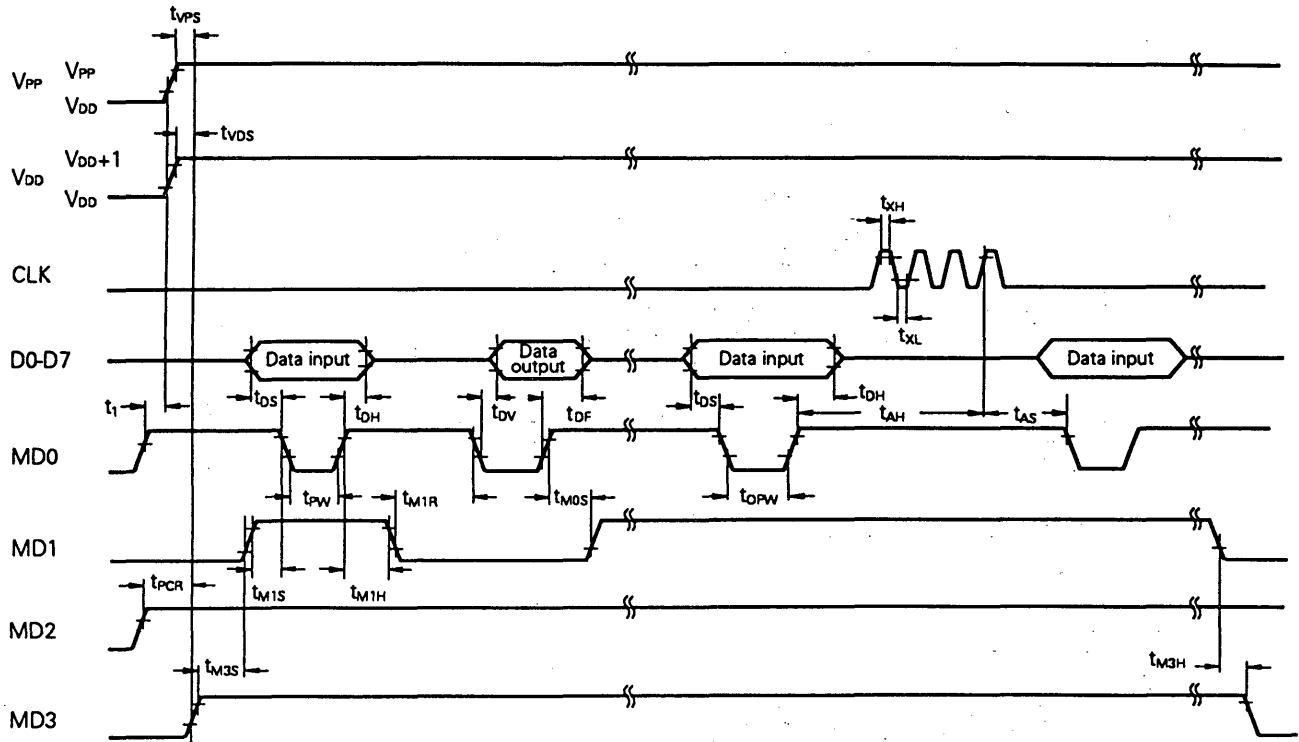 tVPS
VPP VPP
VDD
tVDS
VDD VDD+1
VDD
tXH
CLK
tXL
D0-D7 Data input Data output Data input Data input
t1 tDS tDH tDV tDF tDS tDH tAH tAS
MD0
tPW tM1R tM0S tOPW
MD1
tPCR tM1S tM1H
MD2
tM3S tM3H
MD3